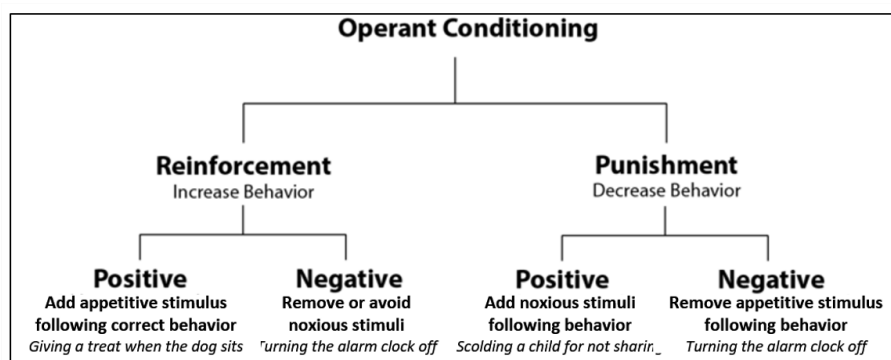 Operant Conditioning
Reinforcement
Increase Behavior
Punishment
Decrease Behavior
Positive
Add appetitive stimulus
following correct behavior
Giving a treat when the dog sits
Negative
Remove or avoid
noxious stimuli
Turning the alarm clock off
Positive
Add noxious stimuli
following behavior
Scolding a child for not sharing
Negative
Remove appetitive stimulus
following behavior
Turning the alarm clock off